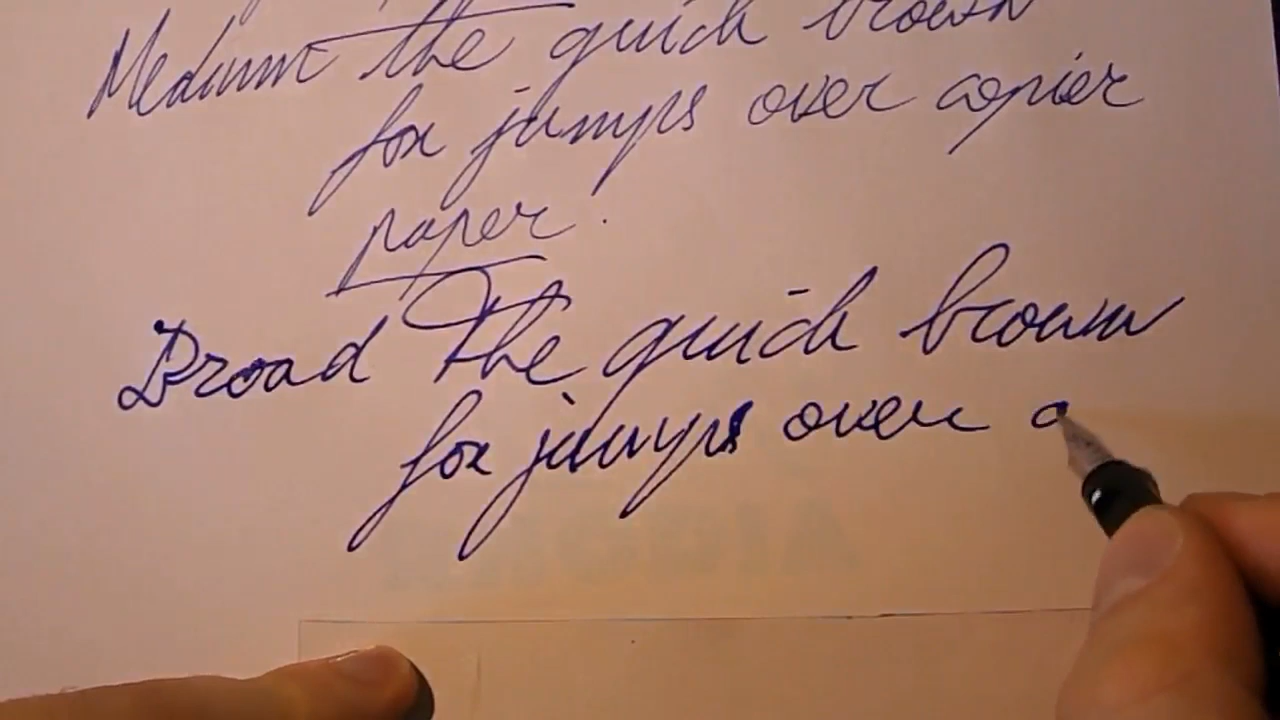 Medium the quick brown
fox jumps over copier
paper.
Broad The quick brown
fox jumps over